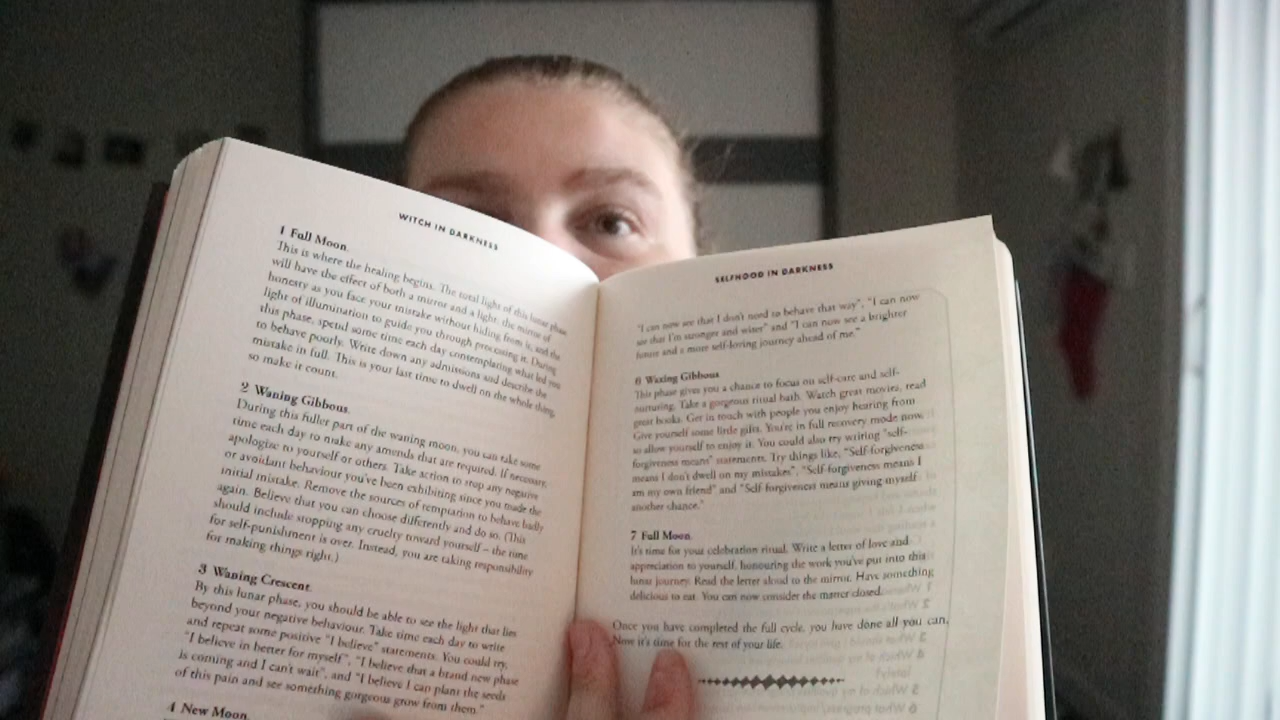 WITCH IN DARKNESS
1 Full Moon
This is where the healing begins. The total light of this lunar phase
will have the effect of both a mirror and a light: the mirror of
honesty as you face your mistake without hiding from it, and the
light of illumination to guide you through processing it. During
this phase, spend some time each day contemplating what led you
to behave poorly. Write down any admissions and describe the
mistake in full. This is your last time to dwell on the whole thing,
so make it count.
2 Waning Gibbous
During this fuller part of the waning moon, you can take some
time each day to make any amends that are required. If necessary,
apologise to yourself or others. Take action to stop any negative
or avoidant behaviour you've been exhibiting since you made the
initial mistake. Remove the sources of temptation to behave badly
again. Believe that you can choose differently and do so. (This
should include stopping any cruelty toward yourself – the time
for self-punishment is over. Instead, you are taking responsibility
for making things right.)
3 Waning Crescent
By this lunar phase, you should be able to see the light that lies
beyond your negative behaviour. Take time each day to write
and repeat some positive "I believe" statements. You could try,
"I believe in better for myself", "I believe that a brand new phase
is coming and I can't wait", and "I believe I can plant the seeds
of this pain and see something gorgeous grow from them."
4 New Moon
SELFHOOD IN DARKNESS
"I can now see that I don't need to behave that way", "I can now
see that I'm stronger and wiser" and "I can now see a brighter
future and a more self-loving journey ahead of me."
6 Waxing Gibbous
This phase gives you a chance to focus on self-care and self-
nurturing. Take a gorgeous ritual bath. Watch great movies, read
great books. Get in touch with people you enjoy hearing from
Give yourself some little gifts. You're in full recovery mode now,
so allow yourself to enjoy it. You could also try writing "self-
forgiveness means" statements. Try things like, "Self-forgiveness
means I don't dwell on my mistakes", "Self-forgiveness means I
am my own friend" and "Self-forgiveness means giving myself
another chance."
7 Full Moon
It's time for your celebration ritual. Write a letter of love and
appreciation to yourself, honouring the work you've put into this
lunar journey. Read the letter aloud to the mirror. Have something
delicious to eat. You can now consider the matter closed.
Once you have completed the full cycle, you have done all you can.
Now it's time for the rest of your life.